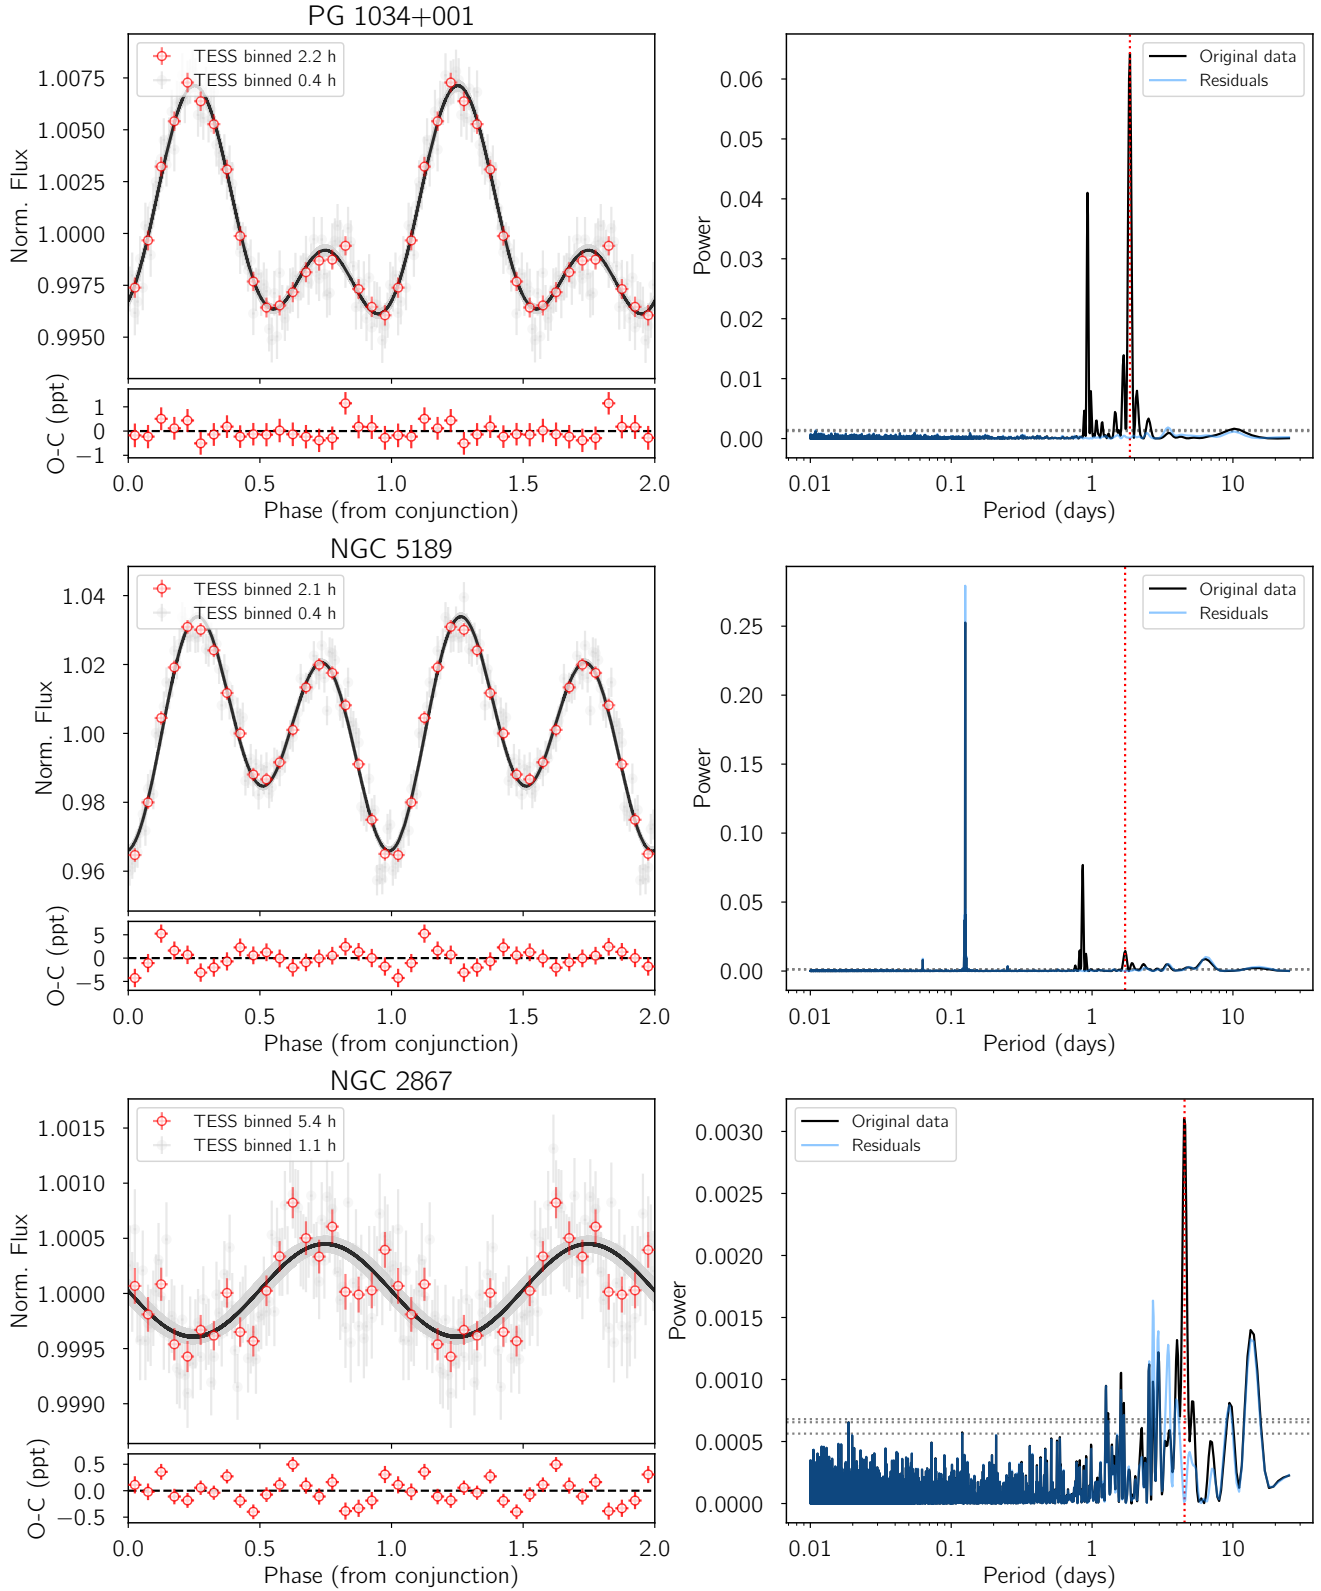 PG 1034+001
TESS binned 2.2 h
TESS binned 0.4 h
Norm. Flux
1.0075
1.0050
1.0025
1.0000
0.9975
0.9950
O-C (ppt)
1
0
−1
0.0 0.5 1.0 1.5 2.0
Phase (from conjunction)
Original data
Residuals
Power
0.06
0.05
0.04
0.03
0.02
0.01
0.00
0.01 0.1 1 10
Period (days)
NGC 5189
TESS binned 2.1 h
TESS binned 0.4 h
Norm. Flux
1.04
1.02
1.00
0.98
0.96
O-C (ppt)
5
0
−5
0.0 0.5 1.0 1.5 2.0
Phase (from conjunction)
Original data
Residuals
Power
0.25
0.20
0.15
0.10
0.05
0.00
0.01 0.1 1 10
Period (days)
NGC 2867
TESS binned 5.4 h
TESS binned 1.1 h
Norm. Flux
1.0015
1.0010
1.0005
1.0000
0.9995
0.9990
O-C (ppt)
0.5
0.0
−0.5
0.0 0.5 1.0 1.5 2.0
Phase (from conjunction)
Original data
Residuals
Power
0.0030
0.0025
0.0020
0.0015
0.0010
0.0005
0.0000
0.01 0.1 1 10
Period (days)